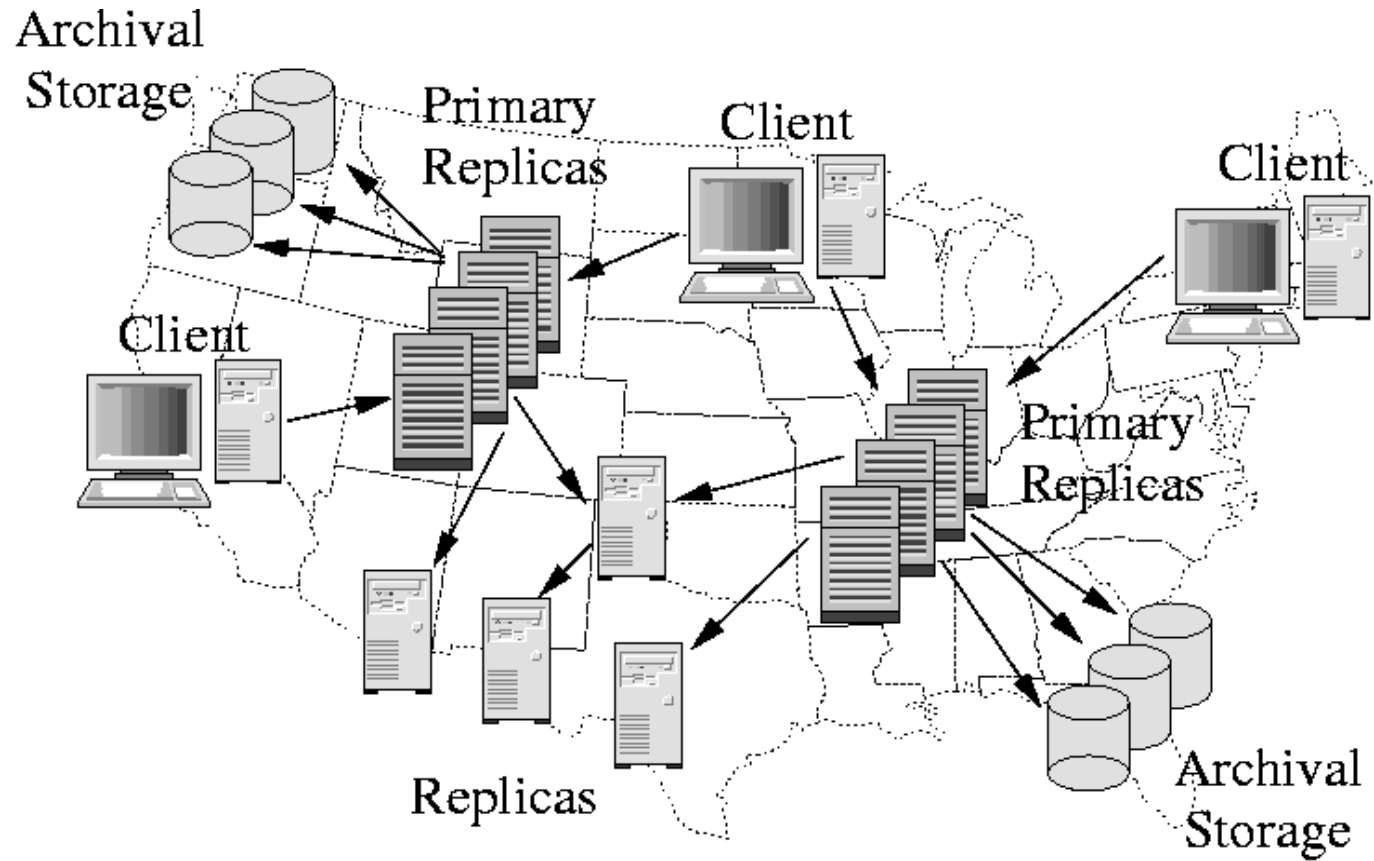 Archival
Storage
Primary
Replicas
Client
Client
Client
Primary
Replicas
Replicas
Archival
Storage